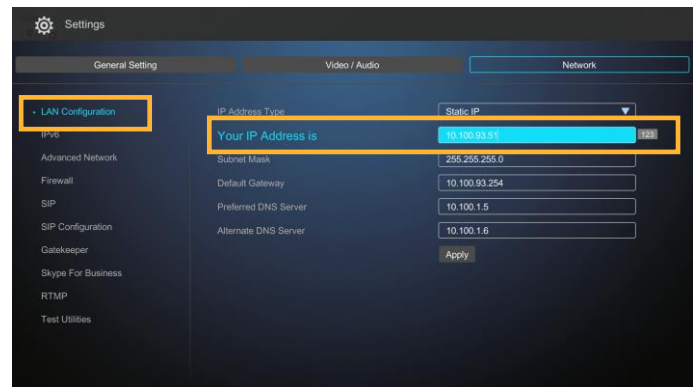 Settings
General Setting Video / Audio Network
• LAN Configuration
IPv6
Advanced Network
Firewall
SIP
SIP Configuration
Gatekeeper
Skype For Business
RTMP
Test Utilities
IP Address Type Static IP
Your IP Address is 10.100.93.51 123
Subnet Mask 255.255.255.0
Default Gateway 10.100.93.254
Preferred DNS Server 10.100.1.5
Alternate DNS Server 10.100.1.6
Apply